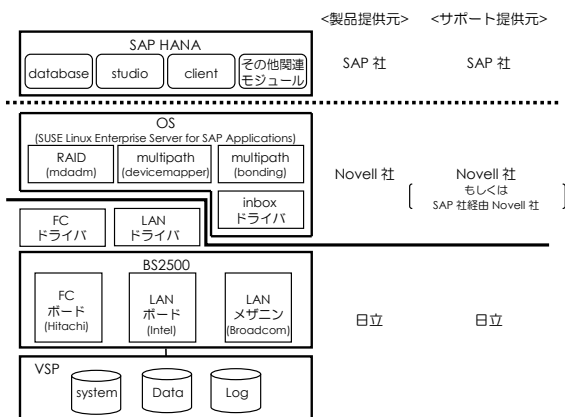 <製品提供元> <サポート提供元>
SAP HANA
database studio client その他関連
モジュール
SAP 社 SAP 社
OS
(SUSE Linux Enterprise Server for SAP Applications)
RAID
(mdadm)
multipath
(devicemapper)
multipath
(bonding)
inbox
ドライバ
Novell 社 Novell 社
もしくは
SAP 社経由 Novell 社
FC
ドライバ
LAN
ドライバ
BS2500
FC
ボード
(Hitachi)
LAN
ボード
(Intel)
LAN
メザニン
(Broadcom)
日立 日立
VSP
system Data Log